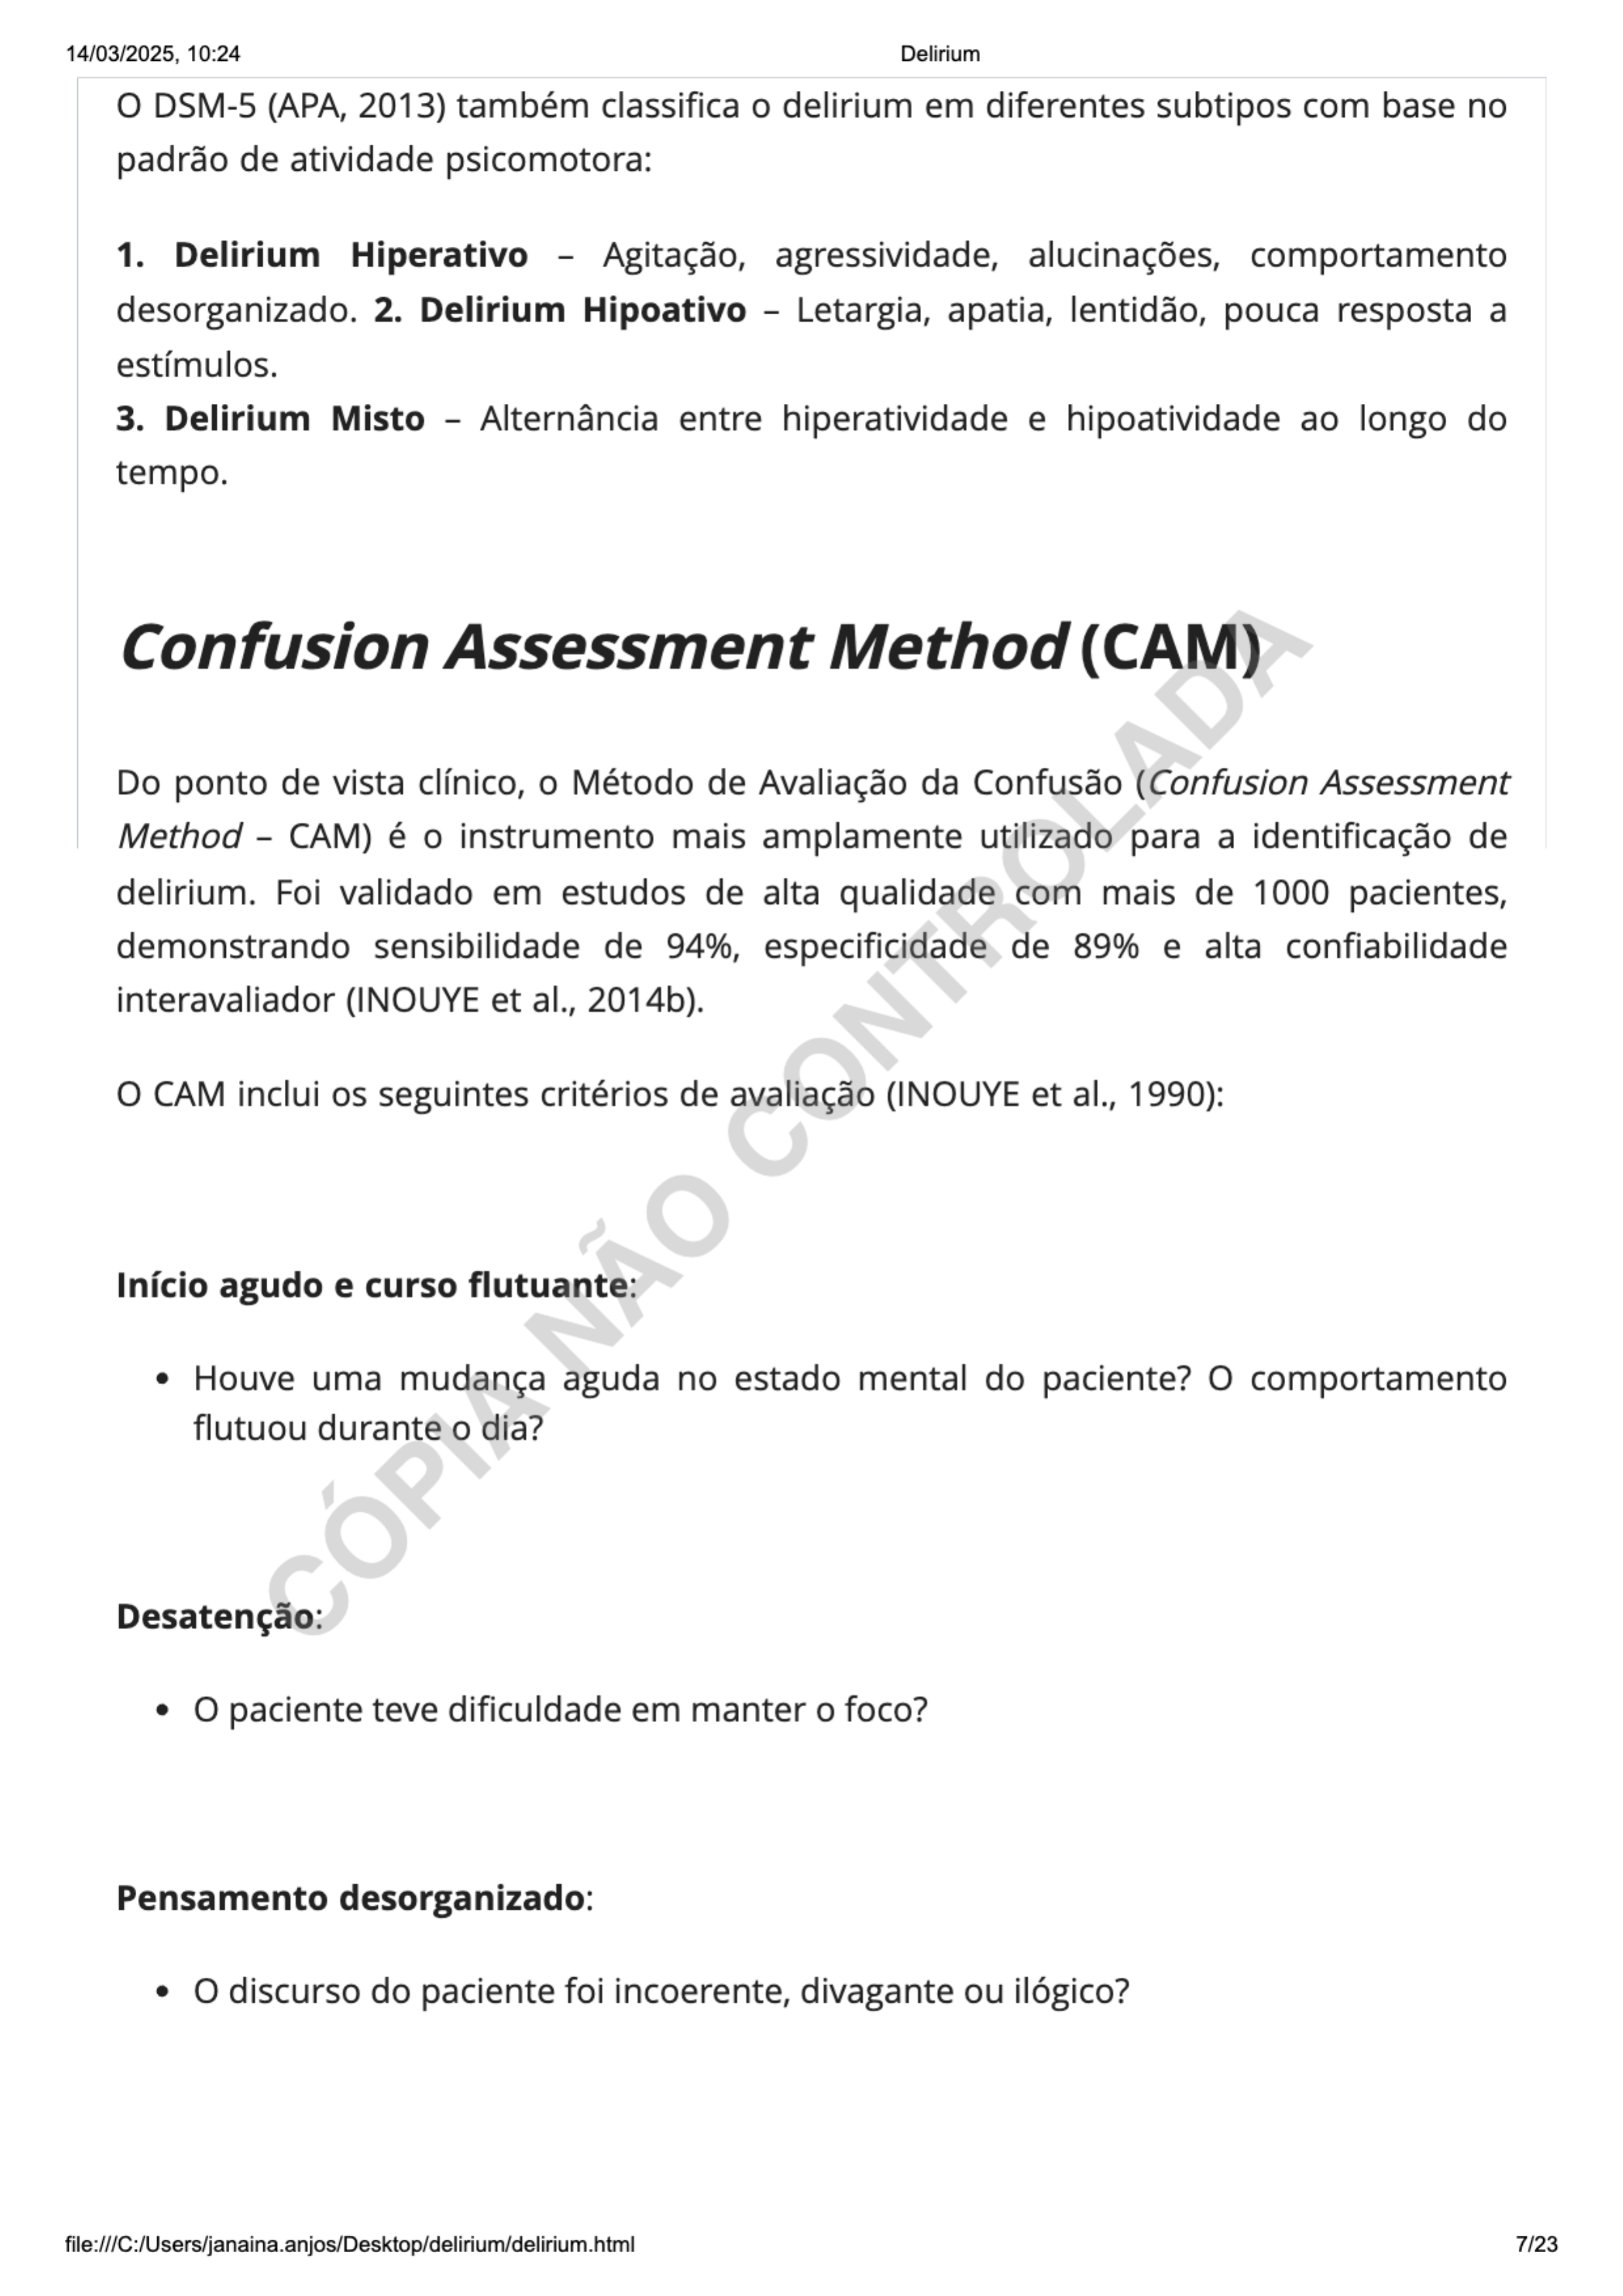 14/03/2025, 10:24 Delirium
O DSM-5 (APA, 2013) também classifica o delirium em diferentes subtipos com base no
padrão de atividade psicomotora:
1. Delirium Hiperativo – Agitação, agressividade, alucinações, comportamento
desorganizado. 2. Delirium Hipoativo – Letargia, apatia, lentidão, pouca resposta a
estímulos.
3. Delirium Misto – Alternância entre hiperatividade e hipoatividade ao longo do
tempo.
Confusion Assessment Method (CAM)
Do ponto de vista clínico, o Método de Avaliação da Confusão (Confusion Assessment
Method – CAM) é o instrumento mais amplamente utilizado para a identificação de
delirium. Foi validado em estudos de alta qualidade com mais de 1000 pacientes,
demonstrando sensibilidade de 94%, especificidade de 89% e alta confiabilidade
interavaliador (INOUYE et al., 2014b).
O CAM inclui os seguintes critérios de avaliação (INOUYE et al., 1990):
Início agudo e curso flutuante:
• Houve uma mudança aguda no estado mental do paciente? O comportamento
flutuou durante o dia?
Desatenção:
• O paciente teve dificuldade em manter o foco?
Pensamento desorganizado:
• O discurso do paciente foi incoerente, divagante ou ilógico?
CÓPIA NÃO CONTROLADA
file:///C:/Users/janaina.anjos/Desktop/delirium/delirium.html 7/23